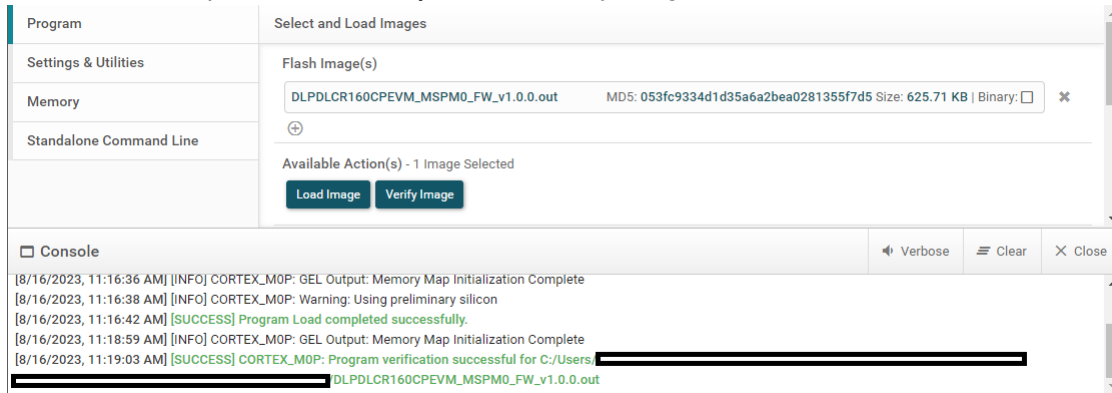 Program
Select and Load Images
Settings & Utilities
Flash Image(s)
Memory
DLPDLCR160CPEVM_MSPM0_FW_v1.0.0.out MD5: 053fc9334d1d35a6a2bea0281355f7d5 Size: 625.71 KB | Binary:
Standalone Command Line
Available Action(s) - 1 Image Selected
Load Image Verify Image
Console Verbose Clear Close
[8/16/2023, 11:16:36 AM] [INFO] CORTEX_M0P: GEL Output: Memory Map Initialization Complete
[8/16/2023, 11:16:38 AM] [INFO] CORTEX_M0P: Warning: Using preliminary silicon
[8/16/2023, 11:16:42 AM] [SUCCESS] Program Load completed successfully.
[8/16/2023, 11:18:59 AM] [INFO] CORTEX_M0P: GEL Output: Memory Map Initialization Complete
[8/16/2023, 11:19:03 AM] [SUCCESS] CORTEX_M0P: Program verification successful for C:/Users/
/DLPDLCR160CPEVM_MSPM0_FW_v1.0.0.out